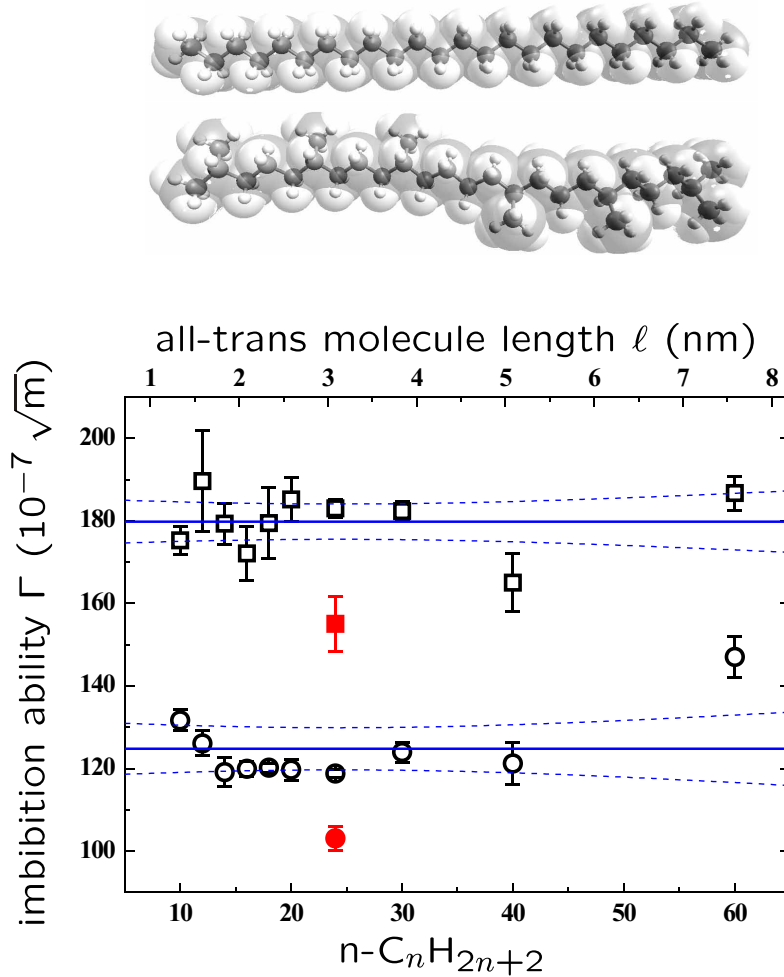 all-trans molecule length ℓ (nm)
1 2 3 4 5 6 7 8
imbibition ability Γ (10⁻⁷ √m)
200
180
160
140
120
100
10 20 30 40 50 60
n-CₙH₂ₙ₊₂